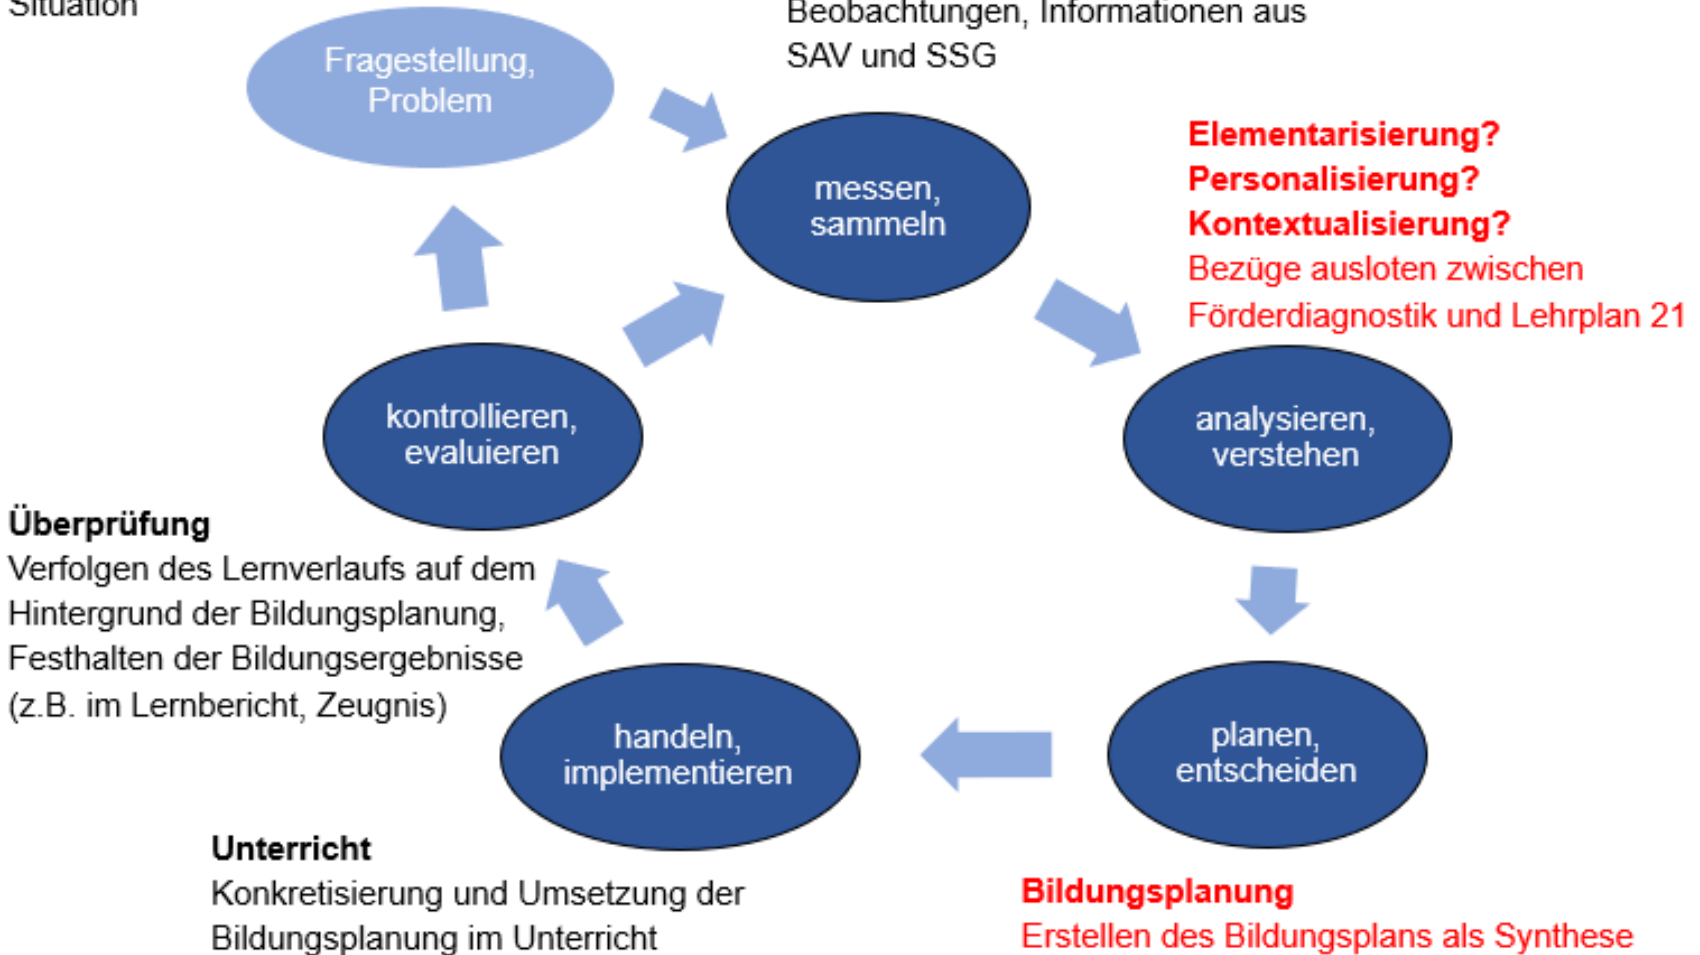 Situation
Beobachtungen, Informationen aus
SAV und SSG
Fragestellung,
Problem
messen,
sammeln
Elementarisierung?
Personalisierung?
Kontextualisierung?
Bezüge ausloten zwischen
Förderdiagnostik und Lehrplan 21
kontrollieren,
evaluieren
analysieren,
verstehen
Überprüfung
Verfolgen des Lernverlaufs auf dem
Hintergrund der Bildungsplanung,
Festhalten der Bildungsergebnisse
(z.B. im Lernbericht, Zeugnis)
handeln,
implementieren
planen,
entscheiden
Unterricht
Konkretisierung und Umsetzung der
Bildungsplanung im Unterricht
Bildungsplanung
Erstellen des Bildungsplans als Synthese